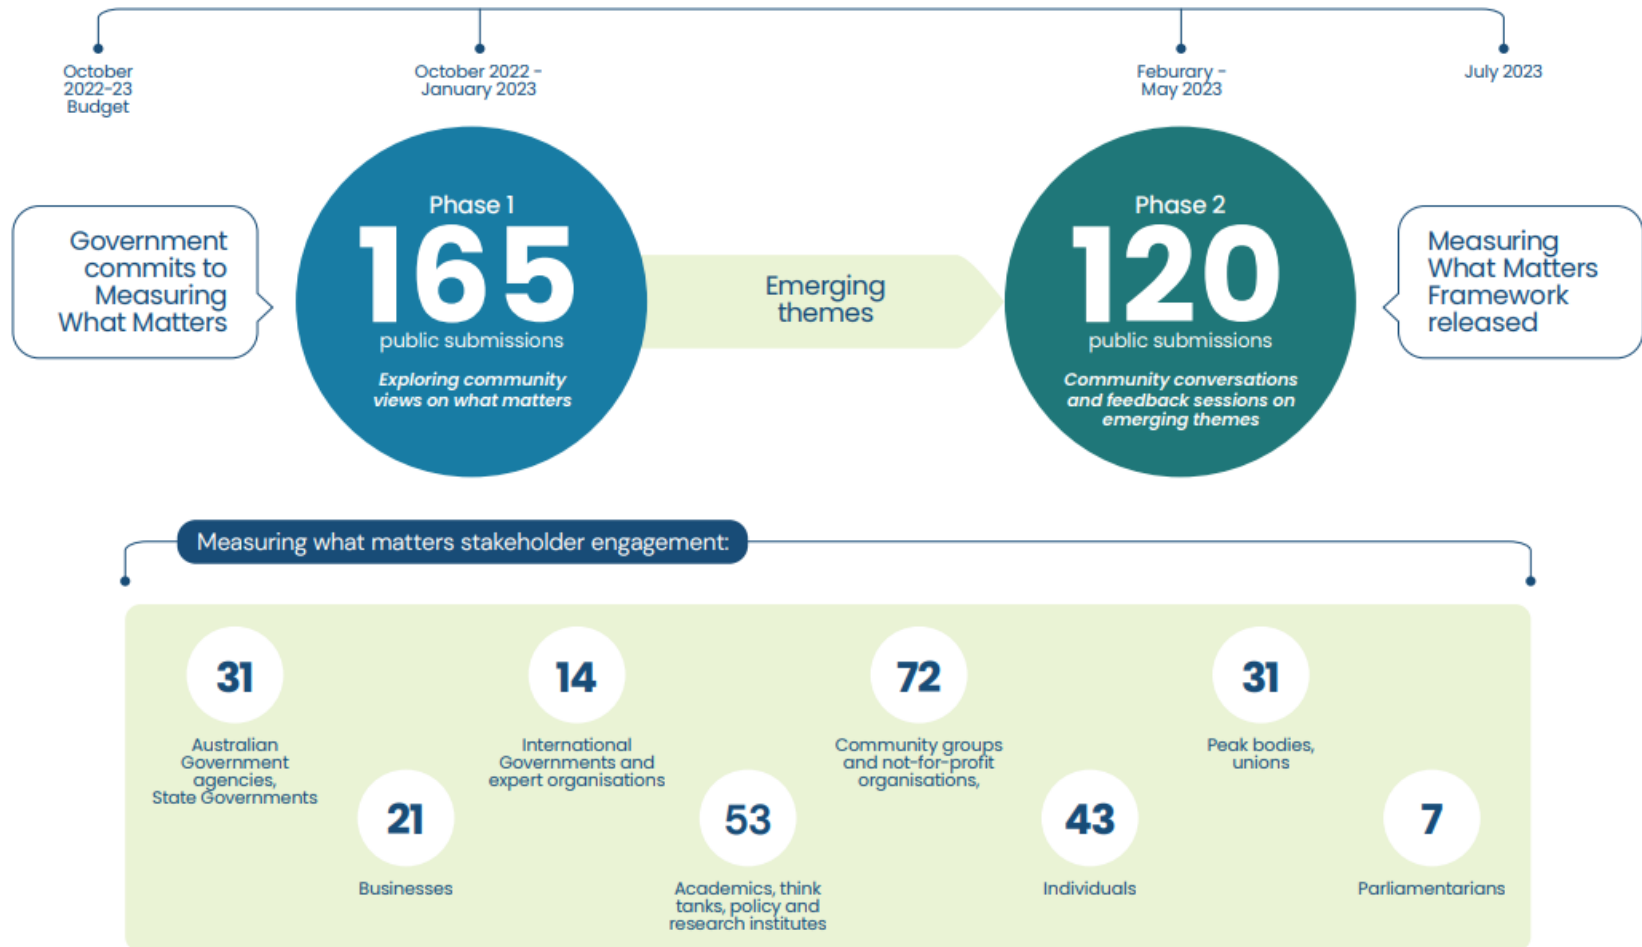 October
2022-23
Budget
October 2022 -
January 2023
Feburary -
May 2023
July 2023
Government
commits to
Measuring
What Matters
Phase 1
165
public submissions
Exploring community
views on what matters
Emerging
themes
Phase 2
120
public submissions
Community conversations
and feedback sessions on
emerging themes
Measuring
What Matters
Framework
released
Measuring what matters stakeholder engagement:
31
Australian
Government
agencies,
State Governments
21
Businesses
14
International
Governments and
expert organisations
53
Academics, think
tanks, policy and
research institutes
72
Community groups
and not-for-profit
organisations,
43
Individuals
31
Peak bodies,
unions
7
Parliamentarians